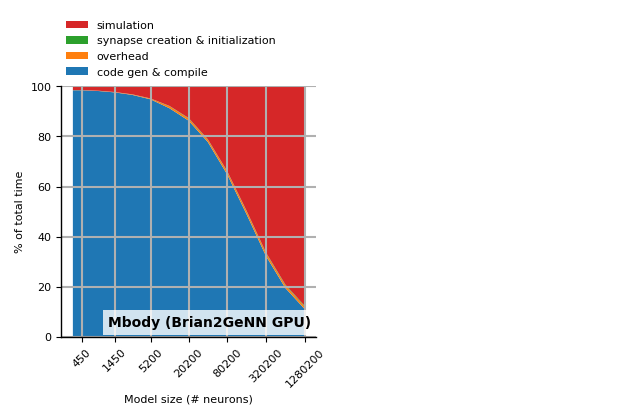 simulation
synapse creation & initialization
overhead
code gen & compile
100
80
60
40
20
0
% of total time
Mbody (Brian2GeNN GPU)
450
1450
5200
20200
80200
320200
1280200
Model size (# neurons)